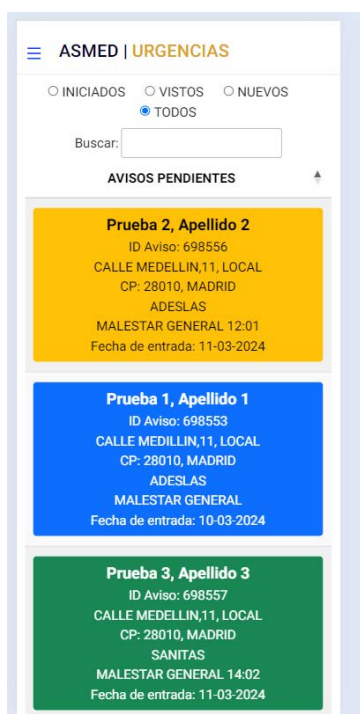 ASMED | URGENCIAS
INICIADOS VISTOS NUEVOS
TODOS
Buscar:
AVISOS PENDIENTES
Prueba 2, Apellido 2
ID Aviso: 698556
CALLE MEDELLIN,11, LOCAL
CP: 28010, MADRID
ADESLAS
MALESTAR GENERAL 12:01
Fecha de entrada: 11-03-2024
Prueba 1, Apellido 1
ID Aviso: 698553
CALLE MEDILLIN,11, LOCAL
CP: 28010, MADRID
ADESLAS
MALESTAR GENERAL
Fecha de entrada: 10-03-2024
Prueba 3, Apellido 3
ID Aviso: 698557
CALLE MEDELLIN,11, LOCAL
CP: 28010, MADRID
SANITAS
MALESTAR GENERAL 14:02
Fecha de entrada: 11-03-2024